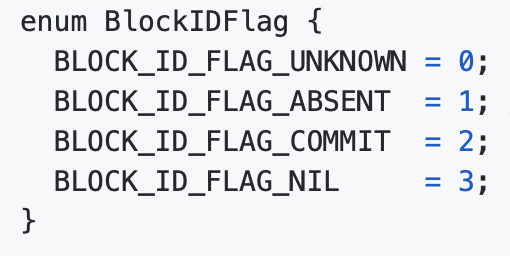 enum BlockIDFlag {
  BLOCK_ID_FLAG_UNKNOWN = 0;
  BLOCK_ID_FLAG_ABSENT  = 1;
  BLOCK_ID_FLAG_COMMIT  = 2;
  BLOCK_ID_FLAG_NIL     = 3;
}